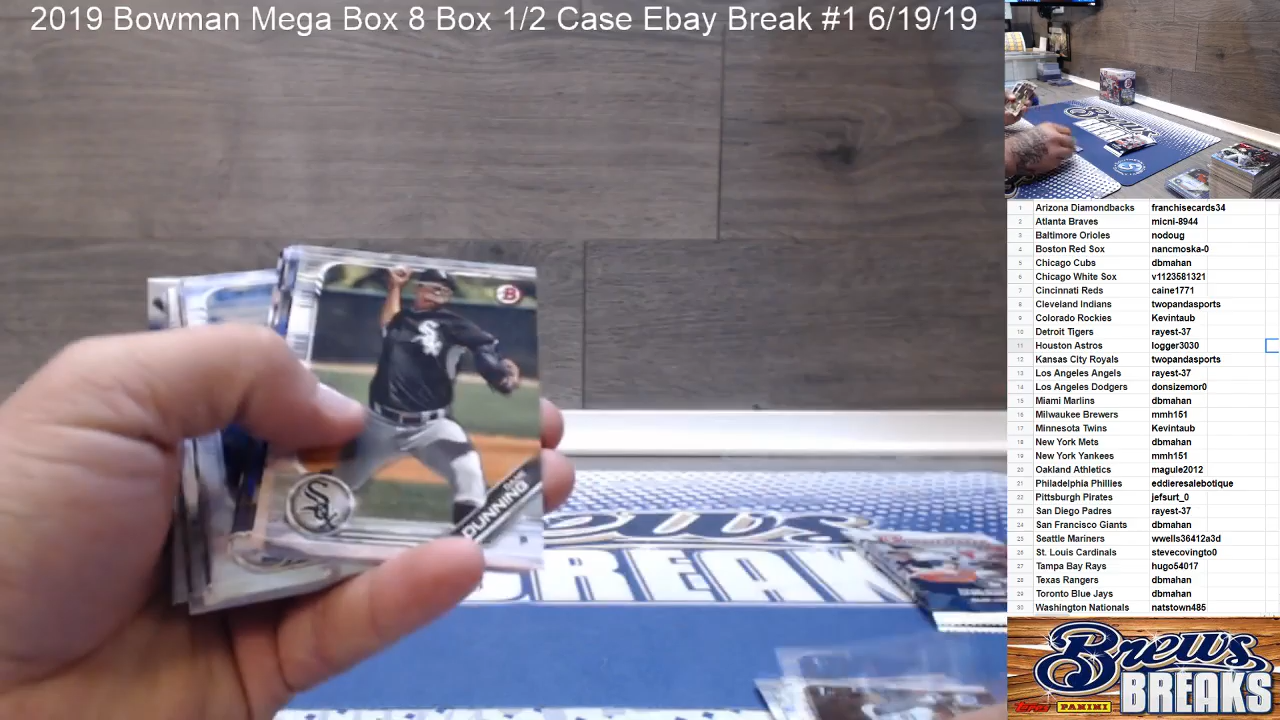 2019 Bowman Mega Box 8 Box 1/2 Case Ebay Break #1 6/19/19
B
DUNNING
BREAK
1 Arizona Diamondbacks franchisecards34
2 Atlanta Braves micni-8944
3 Baltimore Orioles nodoug
4 Boston Red Sox nancmoska-0
5 Chicago Cubs dbmahan
6 Chicago White Sox v1123581321
7 Cincinnati Reds caine1771
8 Cleveland Indians twopandasports
9 Colorado Rockies Kevintaub
10 Detroit Tigers rayest-37
11 Houston Astros logger3030
12 Kansas City Royals twopandasports
13 Los Angeles Angels rayest-37
14 Los Angeles Dodgers donsizemor0
15 Miami Marlins dbmahan
16 Milwaukee Brewers mmh151
17 Minnesota Twins Kevintaub
18 New York Mets dbmahan
19 New York Yankees mmh151
20 Oakland Athletics magule2012
21 Philadelphia Phillies eddieresalebotique
22 Pittsburgh Pirates jefsurt_0
23 San Diego Padres rayest-37
24 San Francisco Giants dbmahan
25 Seattle Mariners wwells36412a3d
26 St. Louis Cardinals stevecovingto0
27 Tampa Bay Rays hugo54017
28 Texas Rangers dbmahan
29 Toronto Blue Jays dbmahan
30 Washington Nationals natstown485
Brews
BREAKS
Topps PANINI